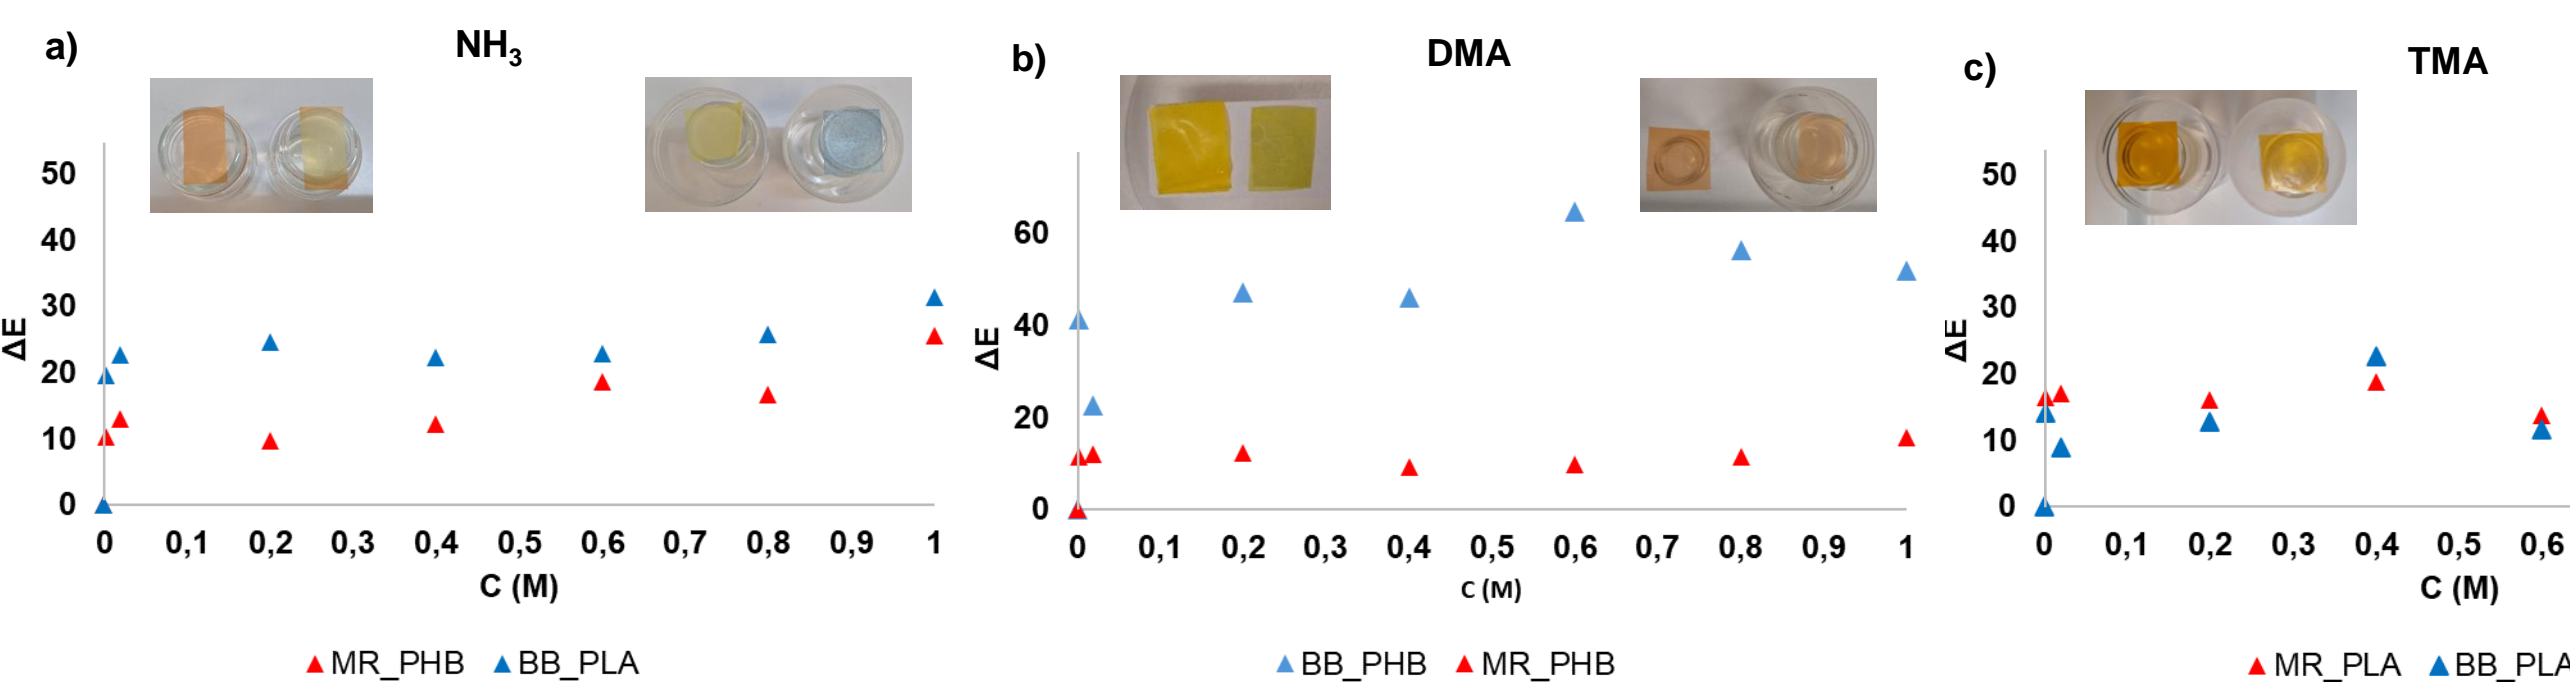 a)
NH₃
50
40
30
20
10
0
ΔE
0 0,1 0,2 0,3 0,4 0,5 0,6 0,7 0,8 0,9 1
C (M)
MR_PHB BB_PLA
b)
DMA
60
40
20
0
ΔE
0 0,1 0,2 0,3 0,4 0,5 0,6 0,7 0,8 0,9 1
C (M)
BB_PHB MR_PHB
c)
TMA
50
40
30
20
10
0
ΔE
0 0,1 0,2 0,3 0,4 0,5 0,6
C (M)
MR_PLA BB_PLA